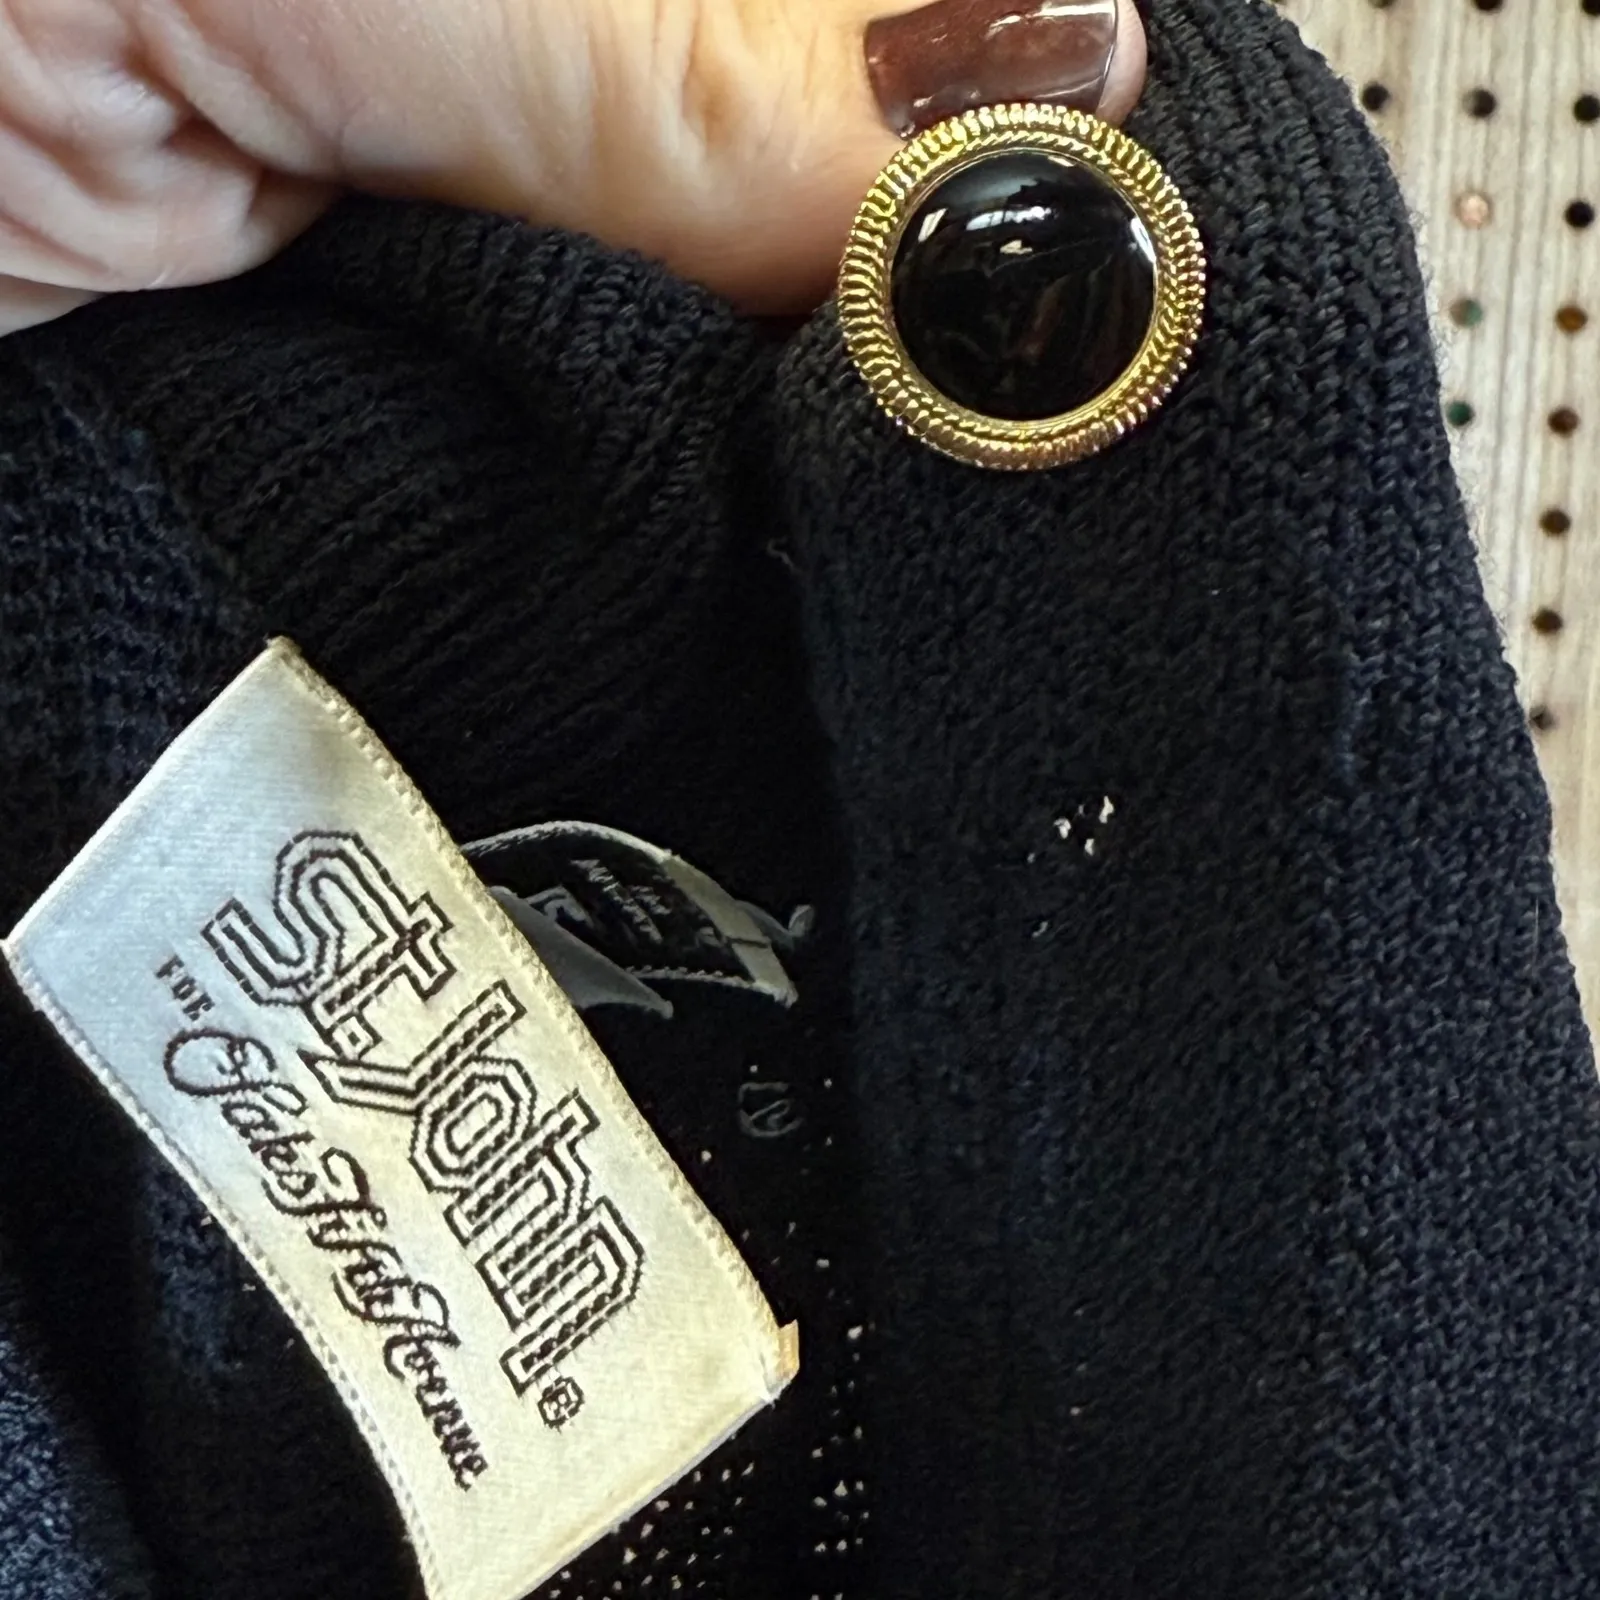 St. John®
FOR
Saks Fifth Avenue